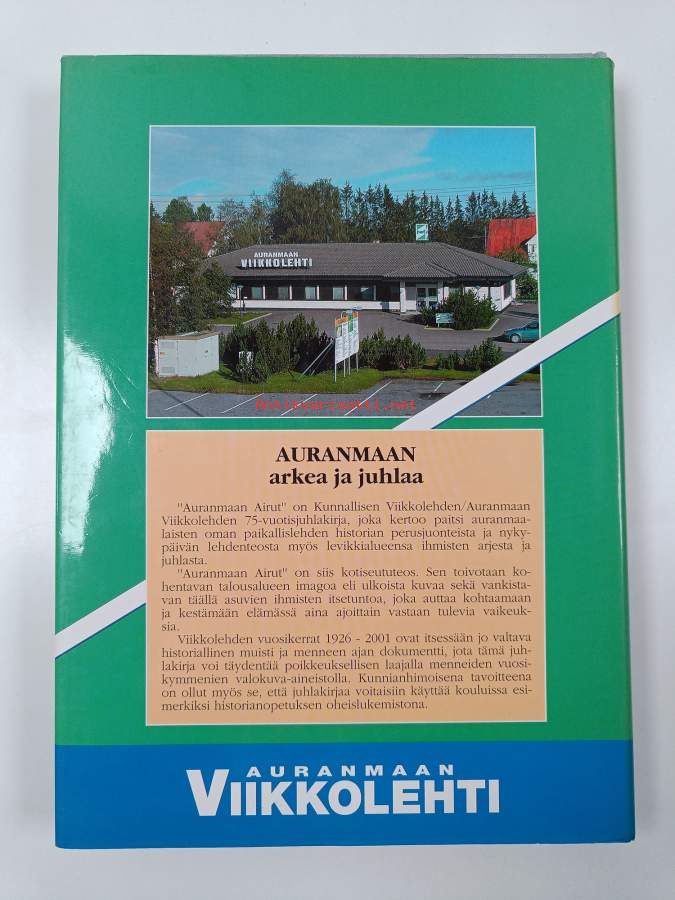 AURANMAAN
VIIKKOLEHTI
Antikvariaatti.net
AURANMAAN
arkea ja juhlaa
"Auranmaan Airut" on Kunnallisen Viikkolehden/Auranmaan
Viikkolehden 75-vuotisjuhlakirja, joka kertoo paitsi auranmaa-
laisten oman paikallislehden historian perusjuonteista ja nyky-
päivän lehdenteosta myös levikkialueensa ihmisten arjesta ja
juhlasta.
"Auranmaan Airut" on siis kotiseututeos. Sen toivotaan ko-
hentavan talousalueen imagoa eli ulkoista kuvaa sekä vankista-
van täällä asuvien ihmisten itsetuntoa, joka auttaa kohtaamaan
ja kestämään elämässä aina ajoittain vastaan tulevia vaikeuk-
sia.
Viikkolehden vuosikerrat 1926 - 2001 ovat itsessään jo valtava
historiallinen muisti ja menneen ajan dokumentti, jota tämä juh-
lakirja voi täydentää poikkeuksellisen laajalla menneiden vuosi-
kymmenien valokuva-aineistolla. Kunnianhimoisena tavoitteena
on ollut myös se, että juhlakirjaa voitaisiin käyttää kouluissa esi-
merkiksi historianopetuksen oheislukemistona.
AURANMAAN
VIIKKOLEHTI